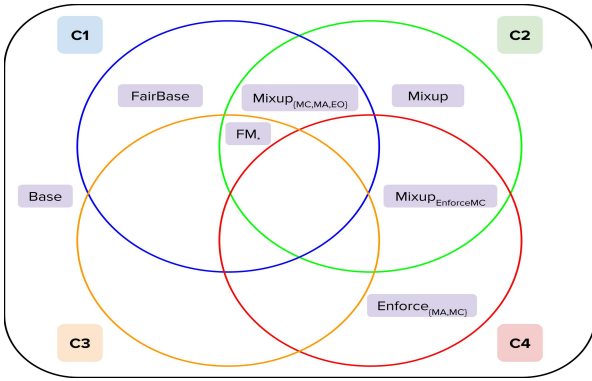 C1
C2
FairBase
Mixup{MC,MA,EO}
Mixup
FM*
Base
MixupEnforceMC
Enforce{MA,MC}
C3
C4